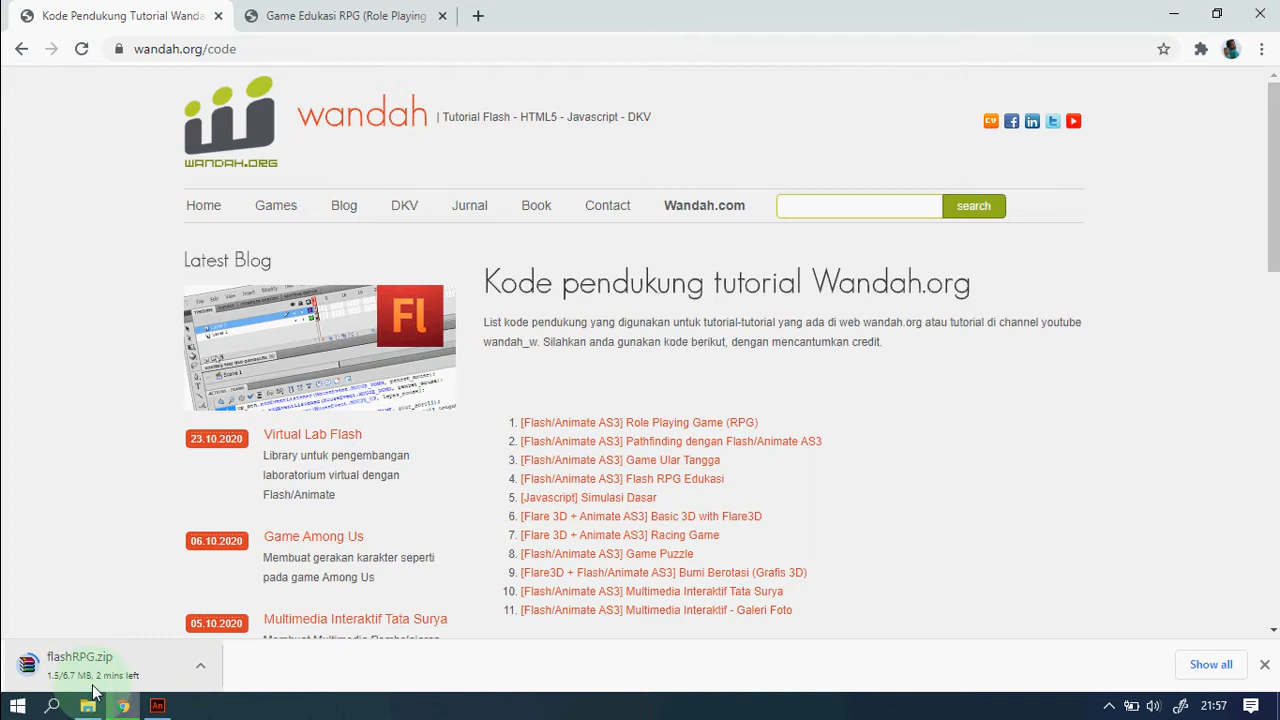 Kode Pendukung Tutorial Wanda
Game Edukasi RPG (Role Playing
wandah.org/code
WANDAH.ORG
wandah | Tutorial Flash - HTML5 - Javascript - DKV
CV
Home Games Blog DKV Jurnal Book Contact Wandah.com search
Latest Blog
Fl
Kode pendukung tutorial Wandah.org
List kode pendukung yang digunakan untuk tutorial-tutorial yang ada di web wandah.org atau tutorial di channel youtube
wandah_w. Silahkan anda gunakan kode berikut, dengan mencantumkan credit.
1. [Flash/Animate AS3] Role Playing Game (RPG)
2. [Flash/Animate AS3] Pathfinding dengan Flash/Animate AS3
3. [Flash/Animate AS3] Game Ular Tangga
4. [Flash/Animate AS3] Flash RPG Edukasi
5. [Javascript] Simulasi Dasar
6. [Flare 3D + Animate AS3] Basic 3D with Flare3D
7. [Flare 3D + Animate AS3] Racing Game
8. [Flash/Animate AS3] Game Puzzle
9. [Flare3D + Flash/Animate AS3] Bumi Berotasi (Grafis 3D)
10. [Flash/Animate AS3] Multimedia Interaktif Tata Surya
11. [Flash/Animate AS3] Multimedia Interaktif - Galeri Foto
23.10.2020 Virtual Lab Flash
Library untuk pengembangan
laboratorium virtual dengan
Flash/Animate
06.10.2020 Game Among Us
Membuat gerakan karakter seperti
pada game Among Us
05.10.2020 Multimedia Interaktif Tata Surya
Membuat Multimedia Pembelajaran
flashRPG.zip
1.5/6.7 MB, 2 mins left
Show all
An
21:57